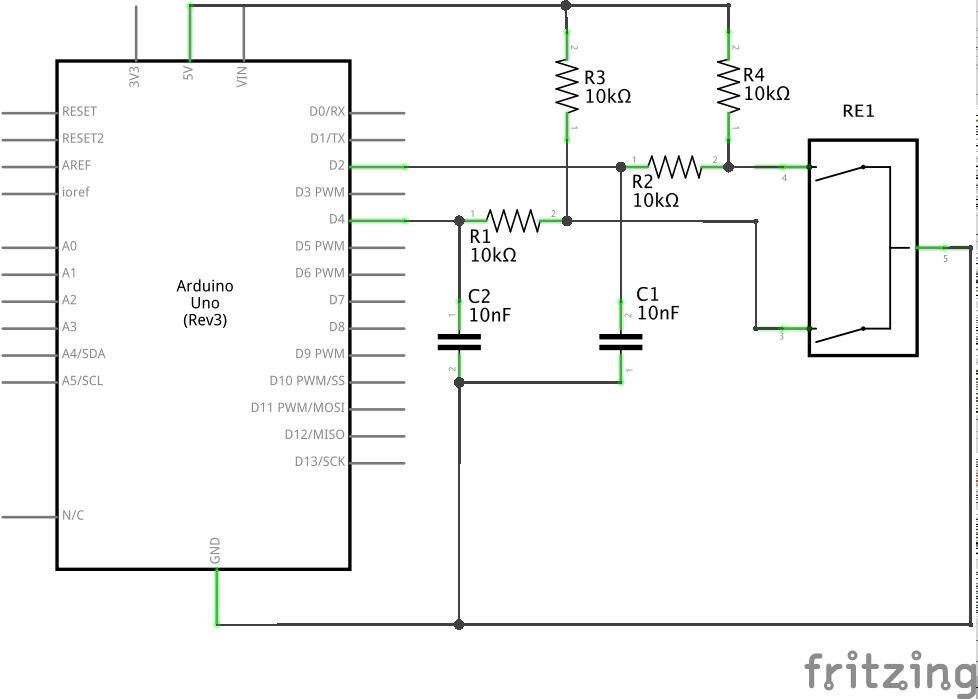 3V3
5V
VIN
RESET
RESET2
AREF
ioref
A0
A1
A2
A3
A4/SDA
A5/SCL
N/C
Arduino
Uno
(Rev3)
D0/RX
D1/TX
D2
D3 PWM
D4
D5 PWM
D6 PWM
D7
D8
D9 PWM
D10 PWM/SS
D11 PWM/MOSI
D12/MISO
D13/SCK
GND
2
R3
10kΩ
1
2
R4
10kΩ
1
1
2
R2
10kΩ
1
2
R1
10kΩ
1
C2
10nF
2
2
C1
10nF
1
RE1
4
3
5
fritzing